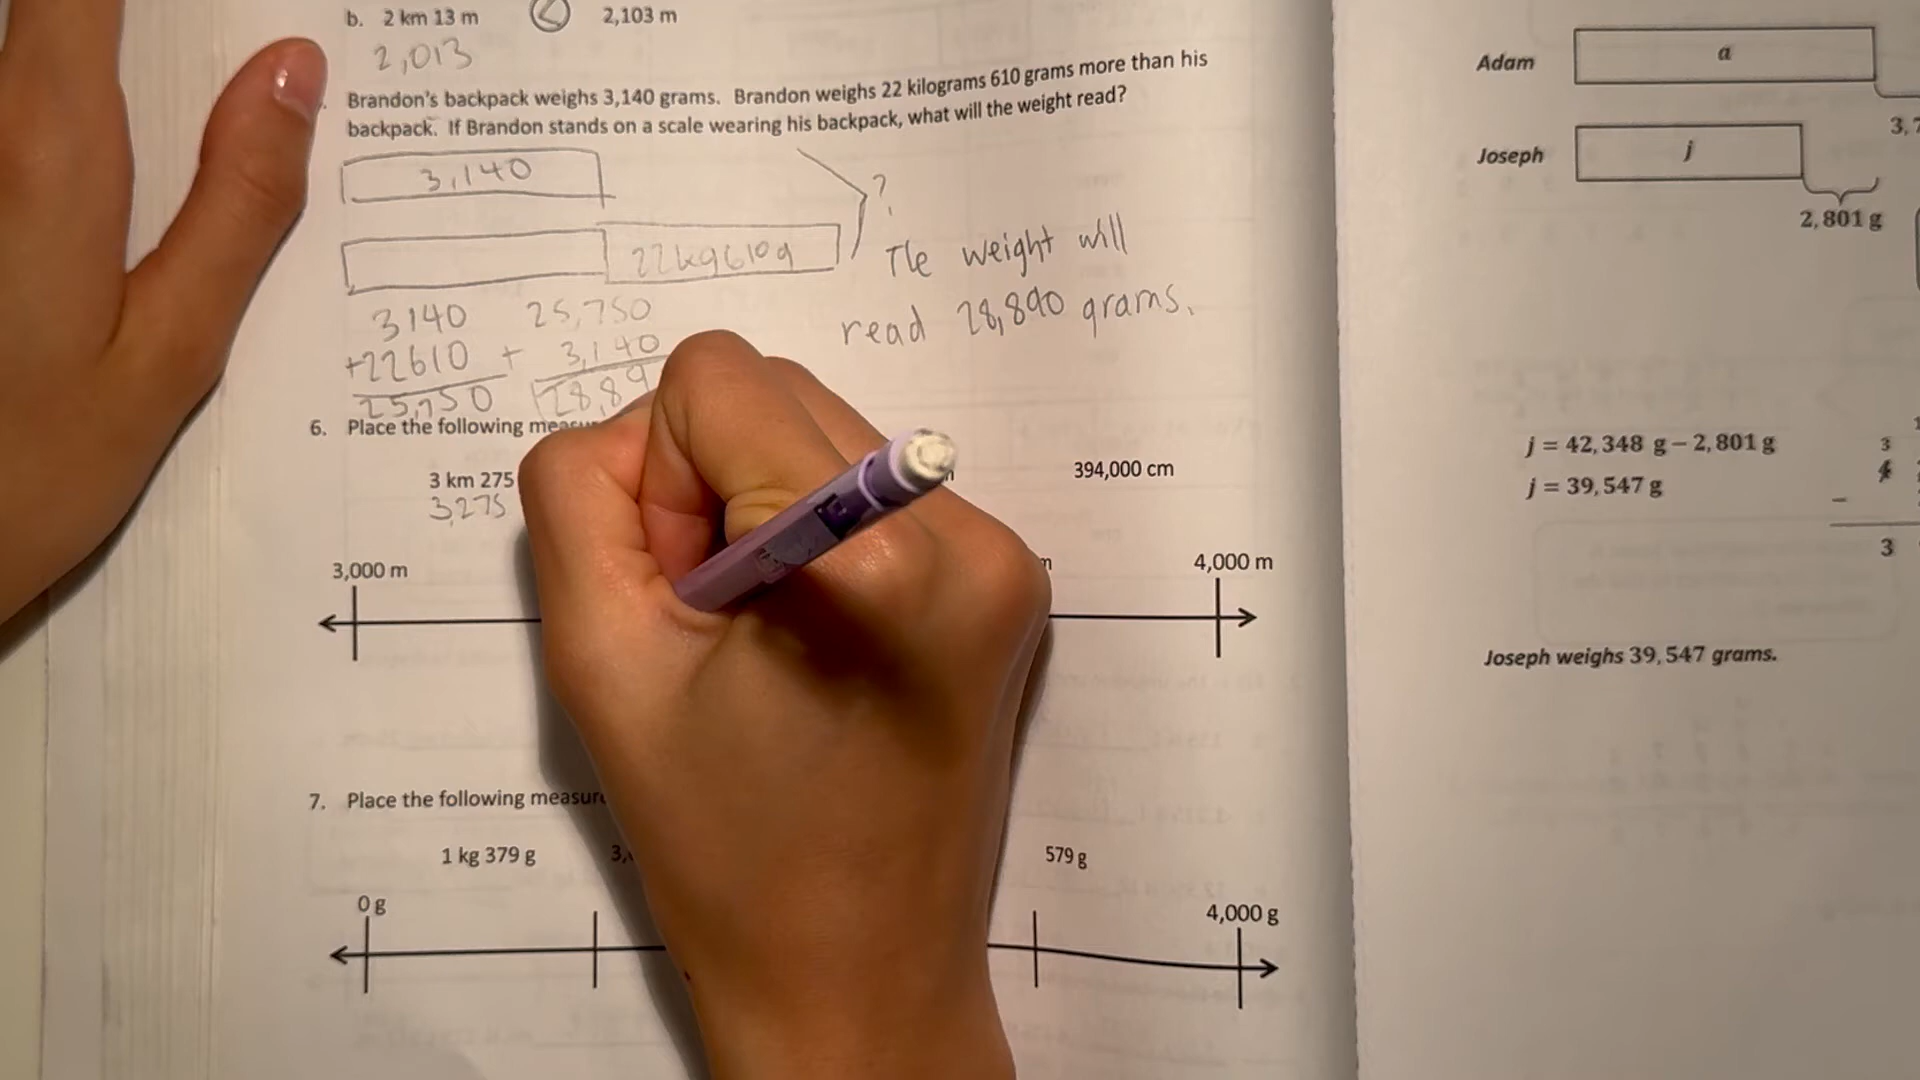 b. 2 km 13 m < 2,103 m
2,013
Brandon's backpack weighs 3,140 grams. Brandon weighs 22 kilograms 610 grams more than his
backpack. If Brandon stands on a scale wearing his backpack, what will the weight read?
3,140
?
22kg610g
The weight will
read 28,890 grams.
3140
+22610
25,750
25,750
+ 3,140
28,89
6. Place the following
3 km 275
394,000 cm
3,275
3,000 m
4,000 m
7. Place the following
1 kg 379 g
579 g
0 g
4,000 g
Adam a
Joseph j
2,801 g
j = 42,348 g – 2,801 g
j = 39,547 g
3
4
–
3
Joseph weighs 39,547 grams.